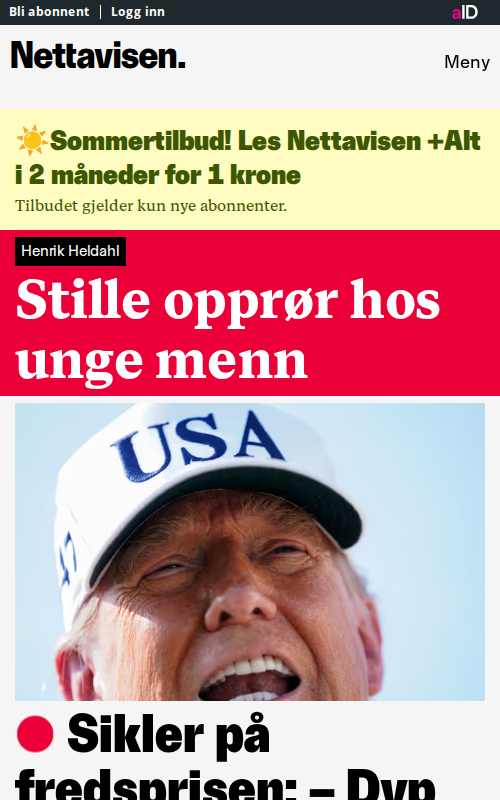 Bli abonnent
Logg inn
aID
Nettavisen.
Meny
Sommertilbud! Les Nettavisen +Alt
i 2 måneder for 1 krone
Tilbudet gjelder kun nye abonnenter.
Henrik Heldahl
Stille opprør hos
unge menn
USA
47
Sikler på
fredsprisen: – Dyp